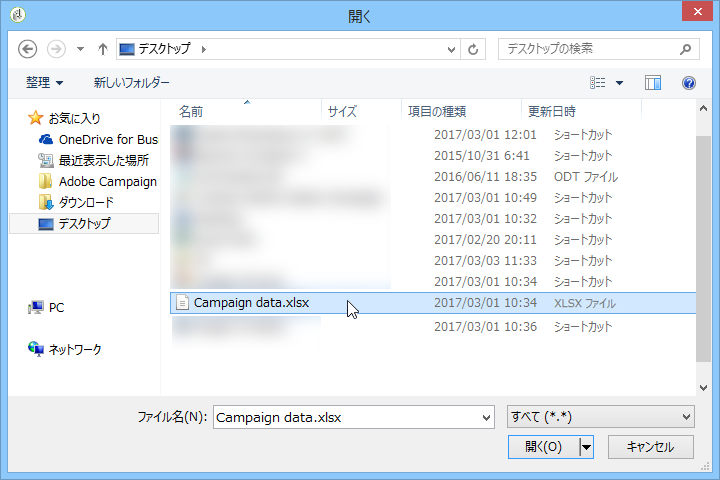 開く
デスクトップ
デスクトップの検索
整理 新しいフォルダー
名前 サイズ 項目の種類 更新日時
お気に入り
OneDrive for Bus
最近表示した場所
Adobe Campaign
ダウンロード
デスクトップ
PC
ネットワーク
2017/03/01 12:01 ショートカット
2015/10/31 6:41 ショートカット
2016/06/11 18:35 ODT ファイル
2017/03/01 10:49 ショートカット
2017/03/01 10:32 ショートカット
2017/02/20 20:11 ショートカット
2017/03/03 11:33 ショートカット
2017/03/01 10:34 ショートカット
Campaign data.xlsx 2017/03/01 10:34 XLSX ファイル
2017/03/01 10:36 ショートカット
ファイル名(N): Campaign data.xlsx すべて (*.*)
開く(O) キャンセル